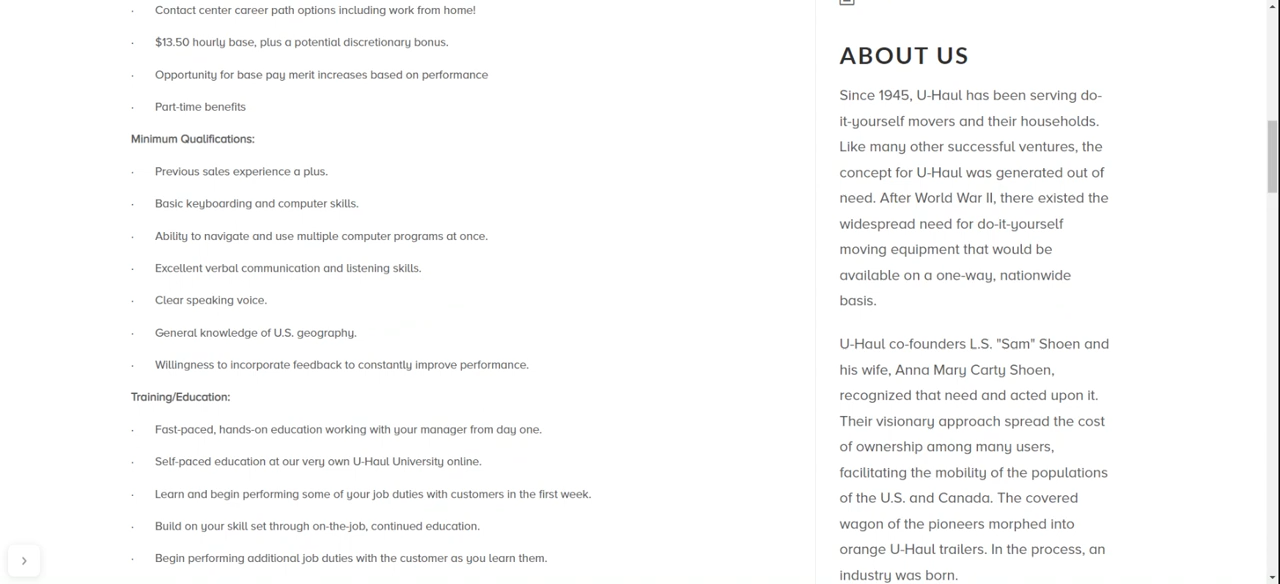 · Contact center career path options including work from home!
· $13.50 hourly base, plus a potential discretionary bonus.
· Opportunity for base pay merit increases based on performance
· Part-time benefits
Minimum Qualifications:
· Previous sales experience a plus.
· Basic keyboarding and computer skills.
· Ability to navigate and use multiple computer programs at once.
· Excellent verbal communication and listening skills.
· Clear speaking voice.
· General knowledge of U.S. geography.
· Willingness to incorporate feedback to constantly improve performance.
Training/Education:
· Fast-paced, hands-on education working with your manager from day one.
· Self-paced education at our very own U-Haul University online.
· Learn and begin performing some of your job duties with customers in the first week.
· Build on your skill set through on-the-job, continued education.
· Begin performing additional job duties with the customer as you learn them.
ABOUT US
Since 1945, U-Haul has been serving do-
it-yourself movers and their households.
Like many other successful ventures, the
concept for U-Haul was generated out of
need. After World War II, there existed the
widespread need for do-it-yourself
moving equipment that would be
available on a one-way, nationwide
basis.
U-Haul co-founders L.S. "Sam" Shoen and
his wife, Anna Mary Carty Shoen,
recognized that need and acted upon it.
Their visionary approach spread the cost
of ownership among many users,
facilitating the mobility of the populations
of the U.S. and Canada. The covered
wagon of the pioneers morphed into
orange U-Haul trailers. In the process, an
industry was born.